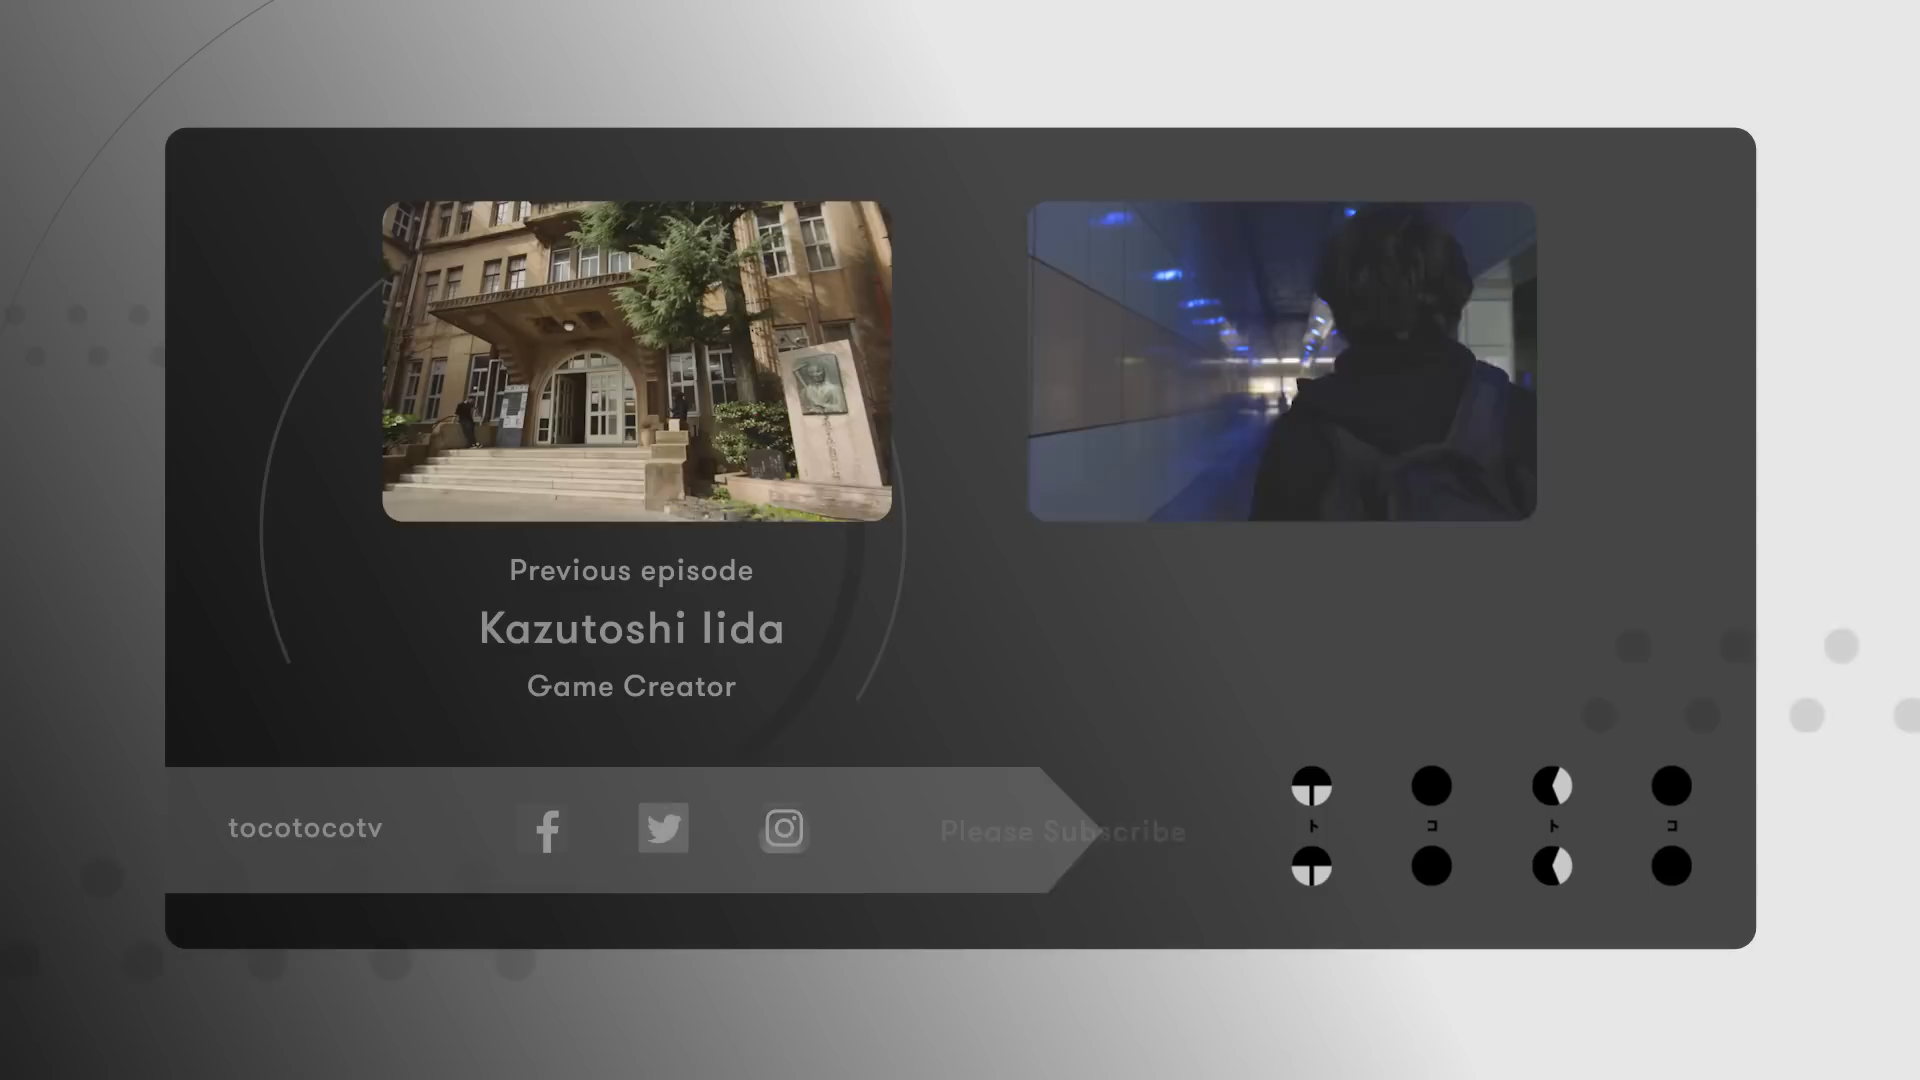 Previous episode
Kazutoshi Iida
Game Creator
tocotocotv
Please Subscribe
ト コ ト コ